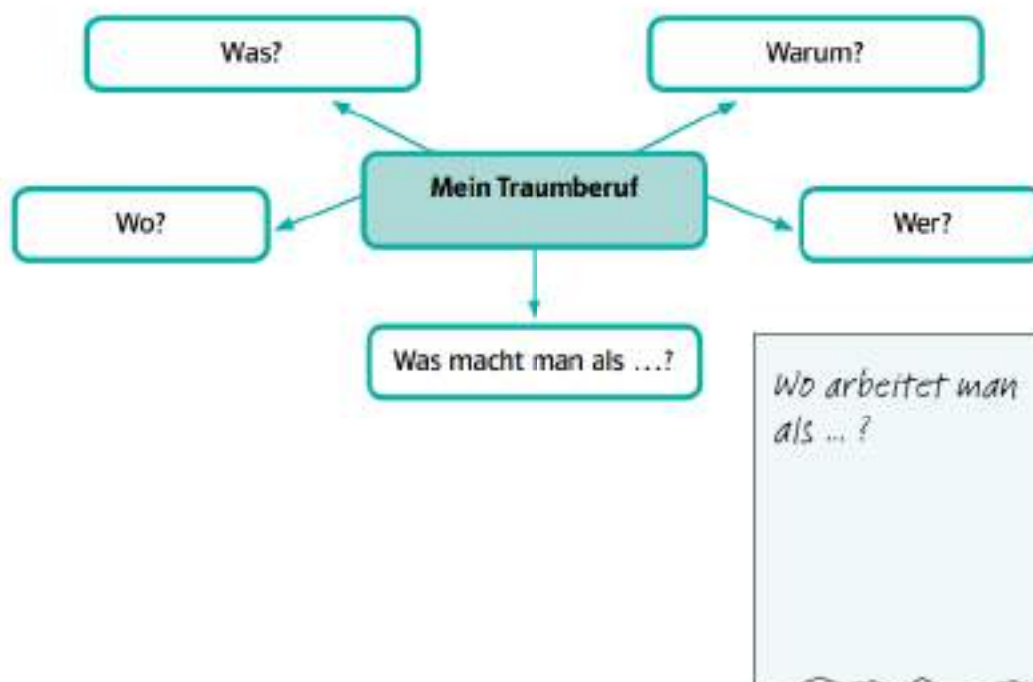 Was?
Warum?
Mein Traumberuf
Wo?
Wer?
Was macht man als ...?
Wo arbeitet man
als ... ?